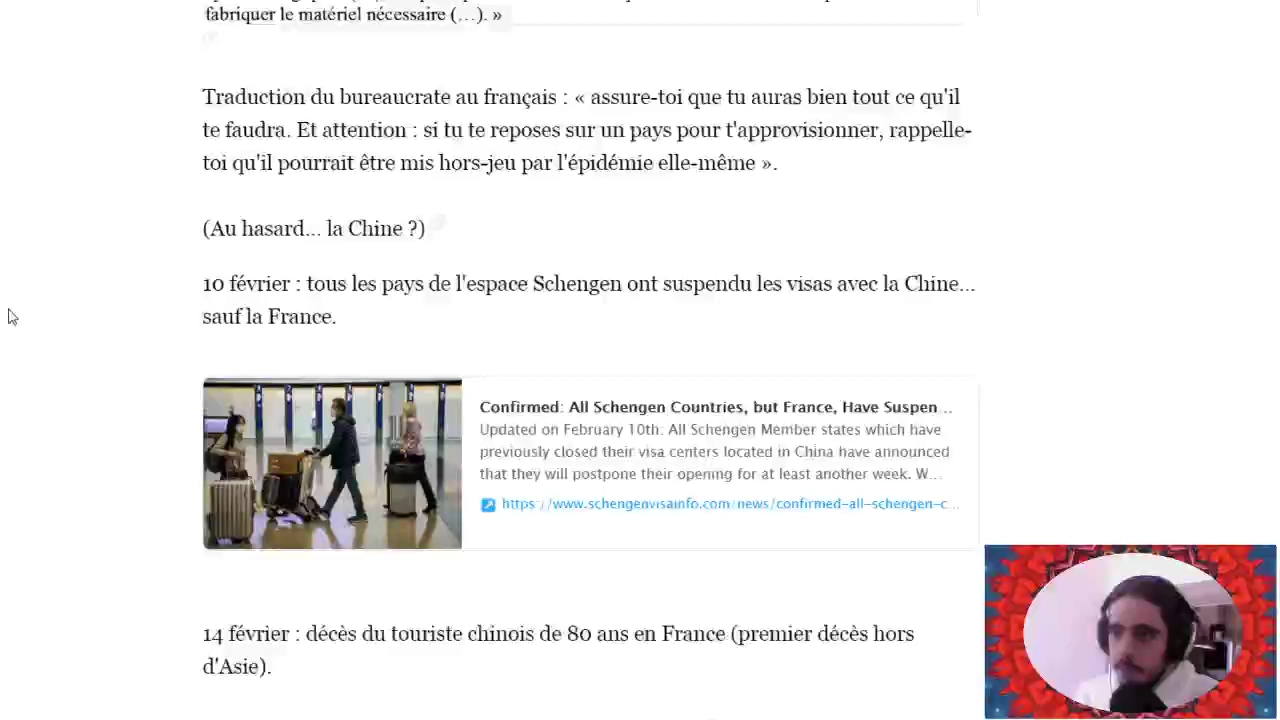 fabriquer le matériel nécessaire (…). »
Traduction du bureaucrate au français : « assure-toi que tu auras bien tout ce qu'il
te faudra. Et attention : si tu te reposes sur un pays pour t'approvisionner, rappelle-
toi qu'il pourrait être mis hors-jeu par l'épidémie elle-même ».
(Au hasard... la Chine ?)
10 février : tous les pays de l'espace Schengen ont suspendu les visas avec la Chine...
sauf la France.
Confirmed: All Schengen Countries, but France, Have Suspen…
Updated on February 10th: All Schengen Member states which have
previously closed their visa centers located in China have announced
that they will postpone their opening for at least another week. W…
https://www.schengenvisainfo.com/news/confirmed-all-schengen-c…
14 février : décès du touriste chinois de 80 ans en France (premier décès hors
d'Asie).